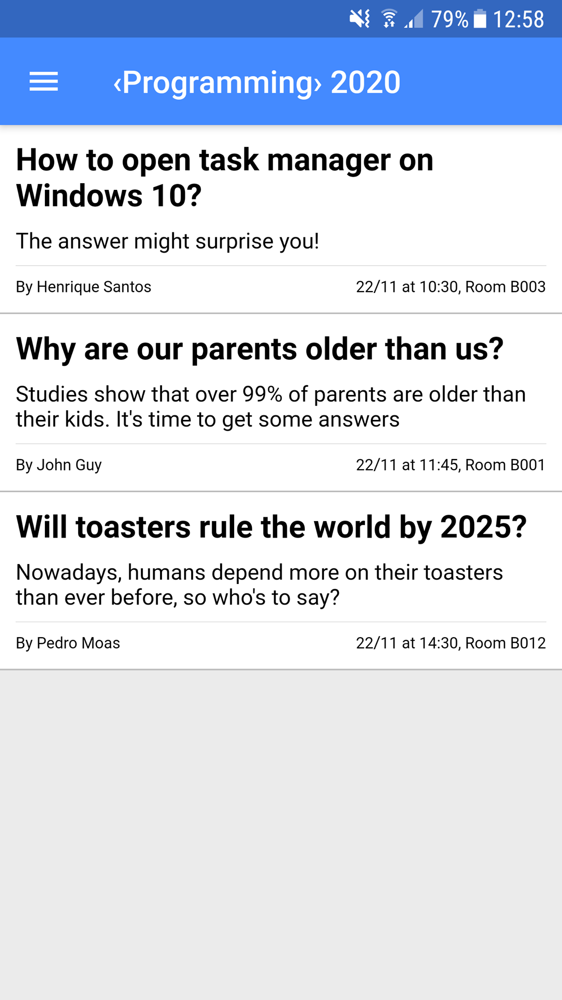 79% 12:58
‹Programming› 2020
How to open task manager on
Windows 10?
The answer might surprise you!
By Henrique Santos 22/11 at 10:30, Room B003
Why are our parents older than us?
Studies show that over 99% of parents are older than
their kids. It's time to get some answers
By John Guy 22/11 at 11:45, Room B001
Will toasters rule the world by 2025?
Nowadays, humans depend more on their toasters
than ever before, so who's to say?
By Pedro Moas 22/11 at 14:30, Room B012